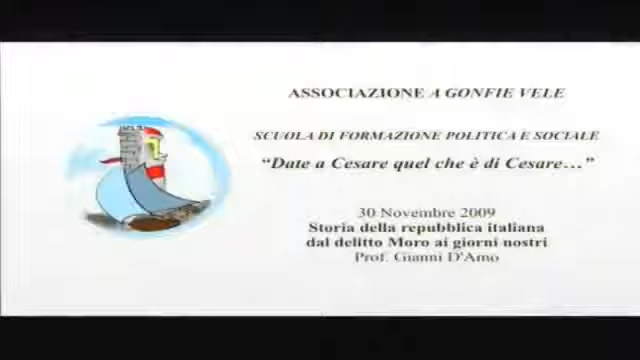 ASSOCIAZIONE A GONFIE VELE
SCUOLA DI FORMAZIONE POLITICA E SOCIALE
“Date a Cesare quel che è di Cesare…”
30 Novembre 2009
Storia della repubblica italiana
dal delitto Moro ai giorni nostri
Prof. Gianni D'Amo